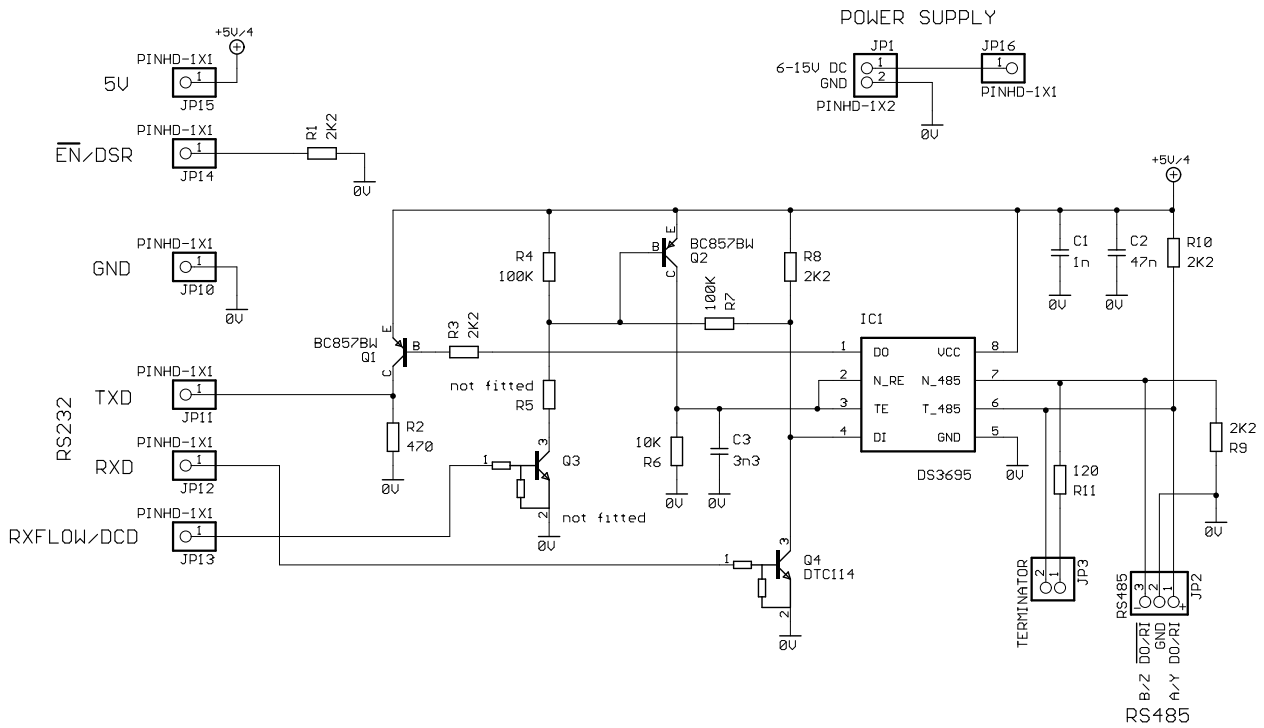 POWER SUPPLY
+5V/4
PINHD-1X1
5V
1
JP15
JP1
6-15V DC
1
GND
2
PINHD-1X2
0V
JP16
1
PINHD-1X1
PINHD-1X1
EN/DSR
1
JP14
R1
2K2
0V
+5V/4
PINHD-1X1
GND
1
JP10
0V
R4
100K
B
E
C
BC857BW
Q2
R8
2K2
100K
R7
C1
1n
0V
C2
47n
0V
R10
2K2
BC857BW
Q1
E
B
C
R3
2K2
IC1
1
DO
VCC
8
2
N_RE
N_485
7
3
TE
T_485
6
4
DI
GND
5
DS3695
0V
RS232
PINHD-1X1
TXD
1
JP11
R2
470
0V
not fitted
R5
10K
R6
0V
C3
3n3
0V
2K2
R9
0V
PINHD-1X1
RXD
1
JP12
1
3
Q3
2
not fitted
0V
120
R11
PINHD-1X1
RXFLOW/DCD
1
JP13
1
3
Q4
DTC114
2
0V
TERMINATOR
2
1
JP3
RS485
3
2
1
-
+
JP2
B/Z DO/RI
GND
A/Y DO/RI
RS485